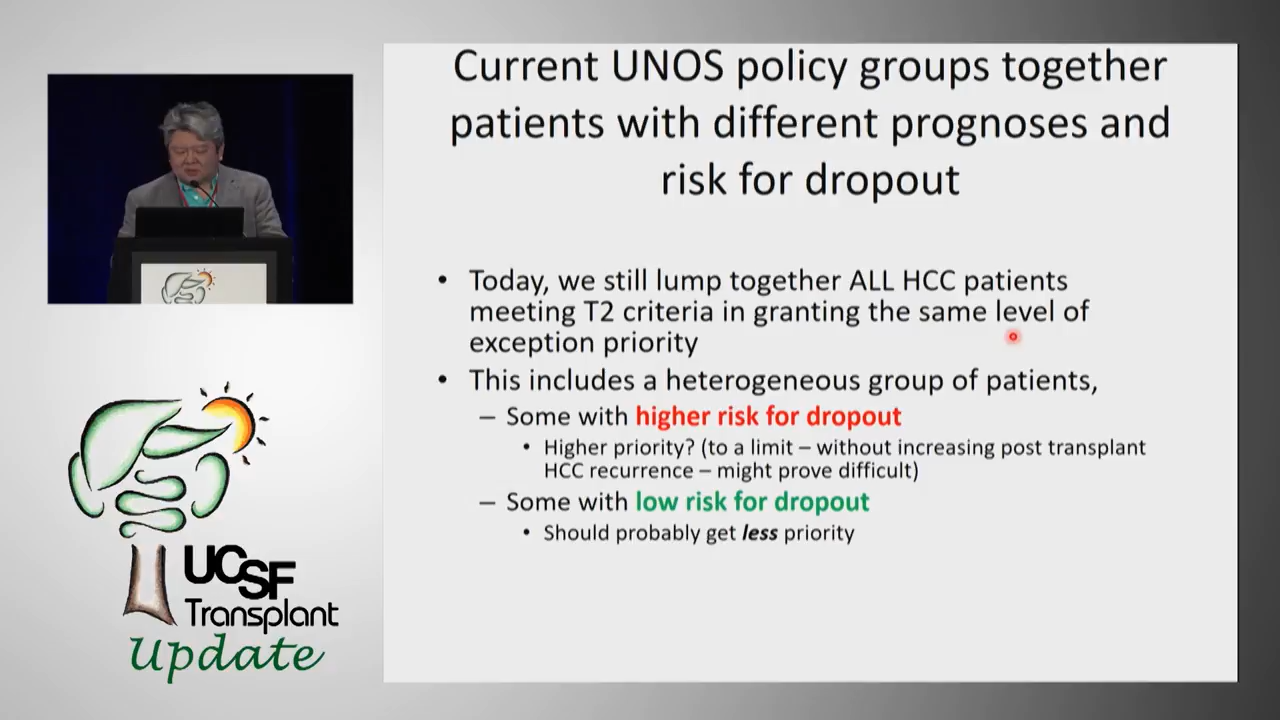 Current UNOS policy groups together
patients with different prognoses and
risk for dropout
• Today, we still lump together ALL HCC patients
meeting T2 criteria in granting the same level of
exception priority
• This includes a heterogeneous group of patients,
– Some with higher risk for dropout
• Higher priority? (to a limit – without increasing post transplant
HCC recurrence – might prove difficult)
– Some with low risk for dropout
• Should probably get less priority
UCSF
Transplant
Update